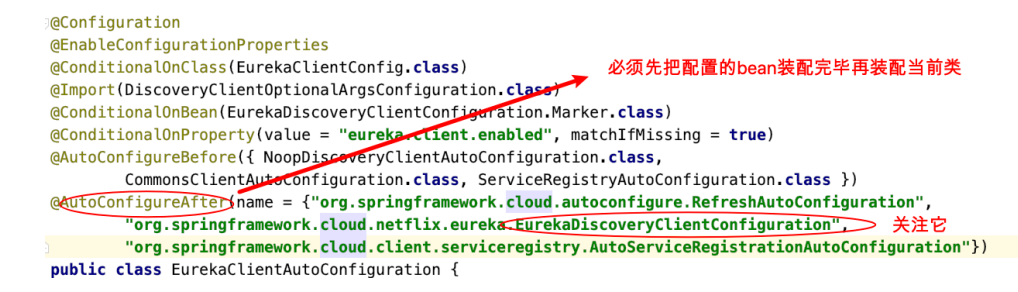 @Configuration
@EnableConfigurationProperties
@ConditionalOnClass(EurekaClientConfig.class)
必须先把配置的bean装配完毕再装配当前类
@Import(DiscoveryClientOptionalArgsConfiguration.class)
@ConditionalOnBean(EurekaDiscoveryClientConfiguration.Marker.class)
@ConditionalOnProperty(value = "eureka.client.enabled", matchIfMissing = true)
@AutoConfigureBefore({ NoopDiscoveryClientAutoConfiguration.class,
CommonsClientAutoConfiguration.class, ServiceRegistryAutoConfiguration.class })
@AutoConfigureAfter(name = {"org.springframework.cloud.autoconfigure.RefreshAutoConfiguration",
"org.springframework.cloud.netflix.eureka.EurekaDiscoveryClientConfiguration", 关注它
"org.springframework.cloud.client.serviceregistry.AutoServiceRegistrationAutoConfiguration"})
public class EurekaClientAutoConfiguration {